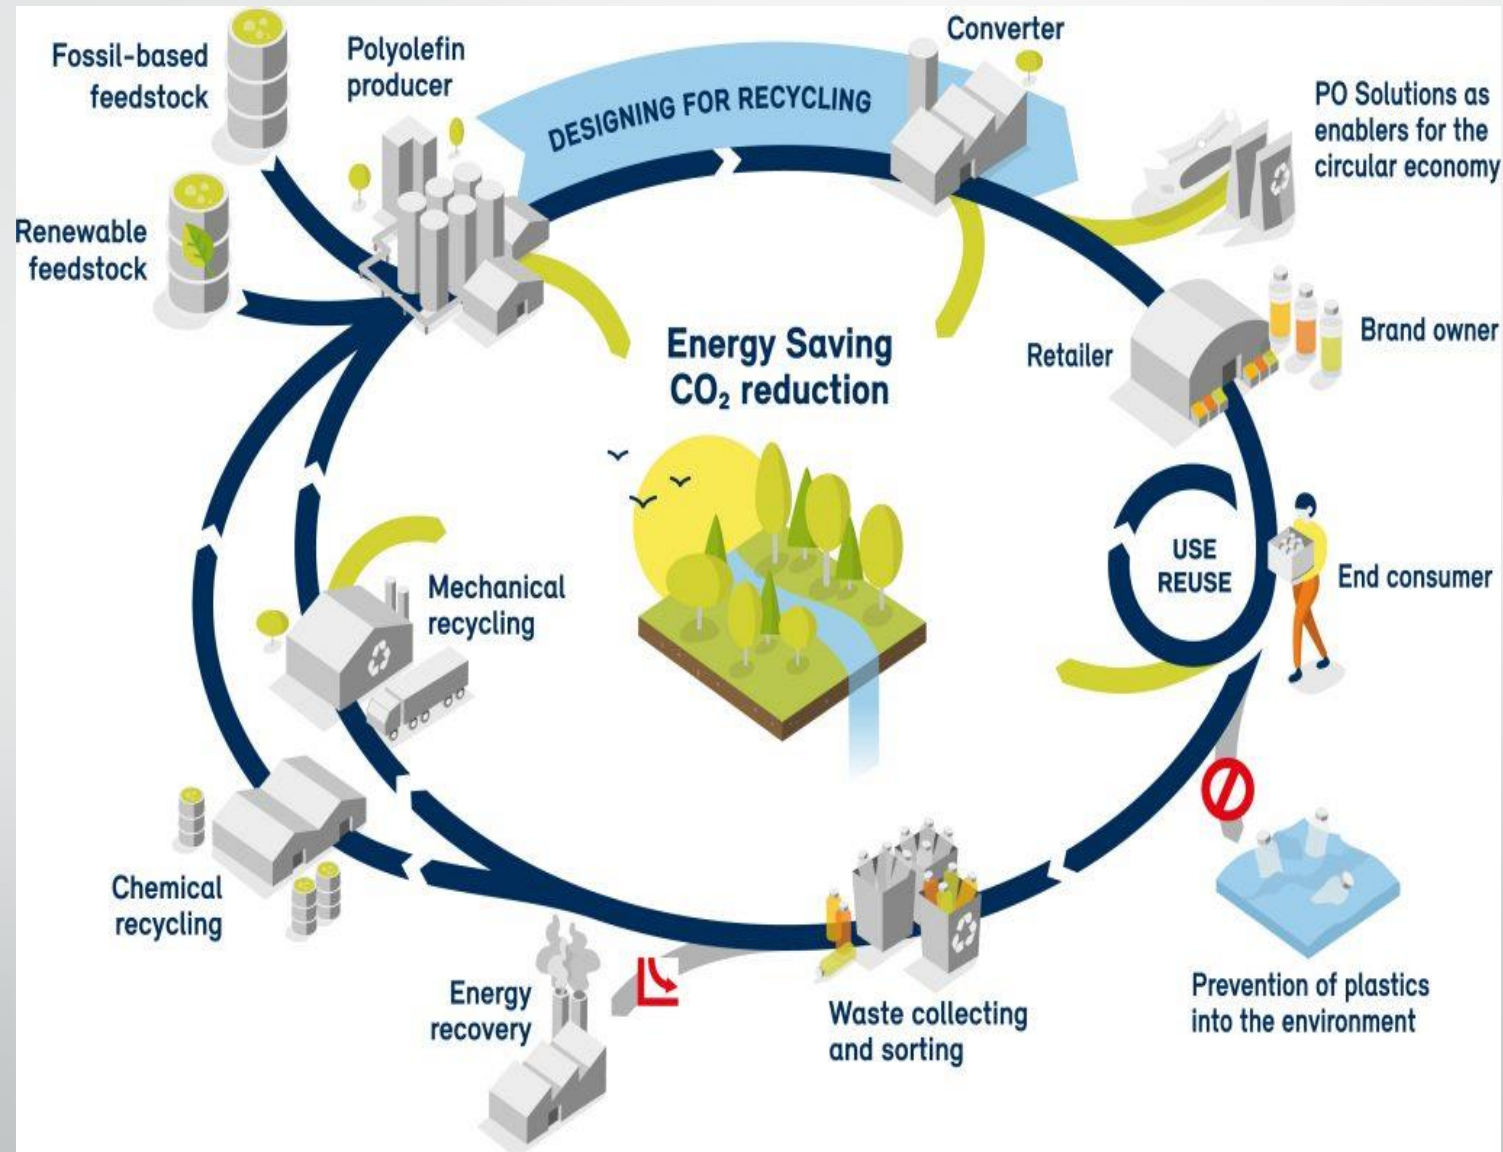 Fossil-based
feedstock
Polyolefin
producer
DESIGNING FOR RECYCLING
Converter
PO Solutions as
enablers for the
circular economy
Renewable
feedstock
Energy Saving
CO₂ reduction
Retailer
Brand owner
USE
REUSE
End consumer
Mechanical
recycling
Chemical
recycling
Energy
recovery
Waste collecting
and sorting
Prevention of plastics
into the environment